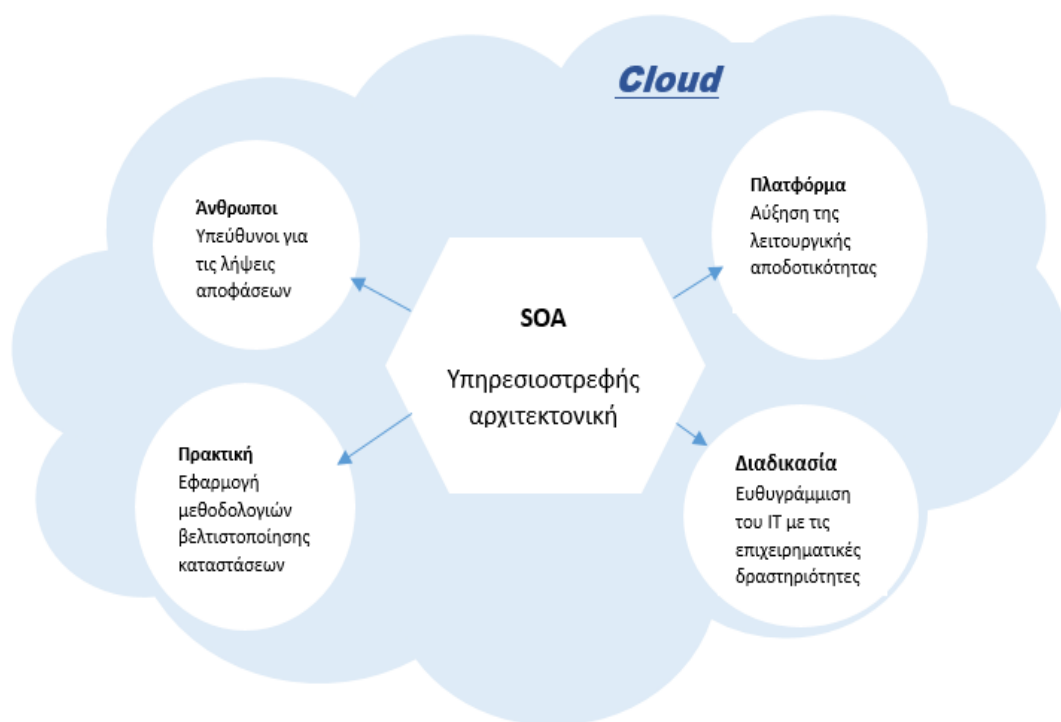 Cloud
Άνθρωποι
Υπεύθυνοι για
τις λήψεις
αποφάσεων
Πλατφόρμα
Αύξηση της
λειτουργικής
αποδοτικότητας
SOA
Υπηρεσιοστρεφής
αρχιτεκτονική
Πρακτική
Εφαρμογή
μεθοδολογιών
βελτιστοποίησης
καταστάσεων
Διαδικασία
Ευθυγράμμιση
του IT με τις
επιχειρηματικές
δραστηριότητες